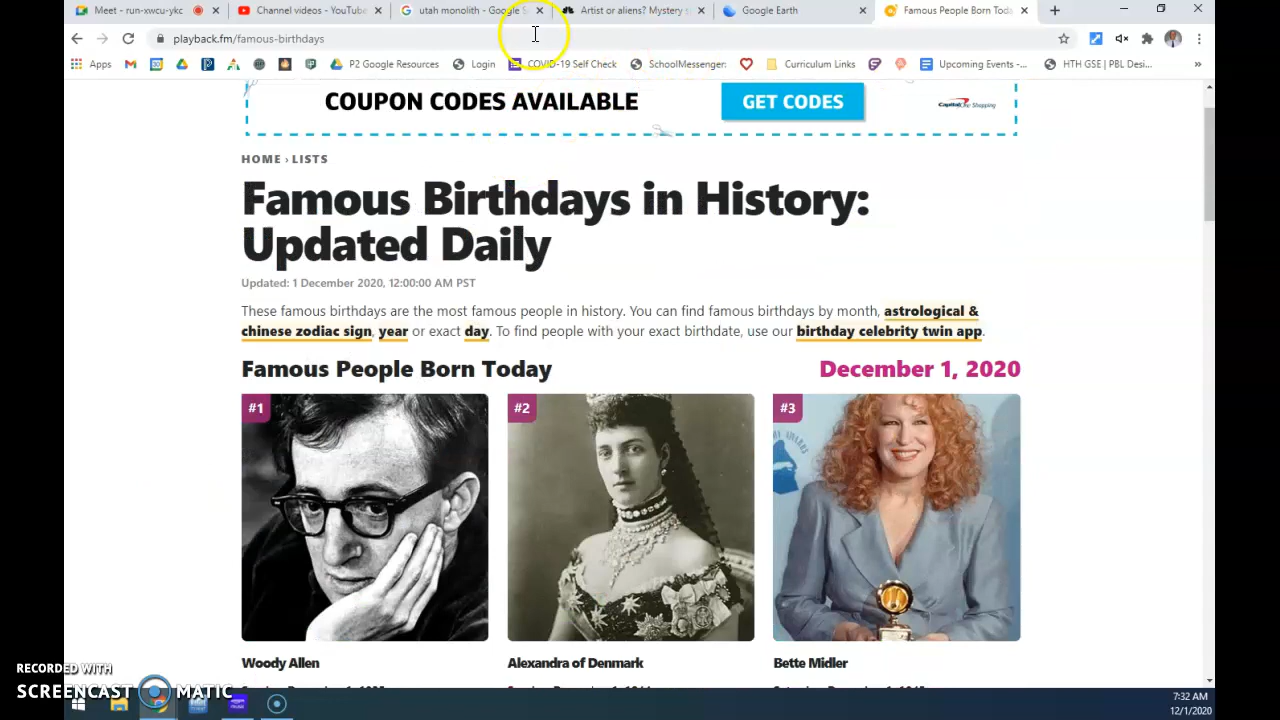 Meet - run-xwcu-ykc
Channel videos - YouTube
utah monolith - Google S
Artist or aliens? Mystery s
Google Earth
Famous People Born Tod
playback.fm/famous-birthdays
Apps
P2 Google Resources
Login
COVID-19 Self Check
SchoolMessenger:
Curriculum Links
Upcoming Events -...
HTH GSE | PBL Desi...
»
COUPON CODES AVAILABLE
GET CODES
Capital One Shopping
HOME › LISTS
Famous Birthdays in History:
Updated Daily
Updated: 1 December 2020, 12:00:00 AM PST
These famous birthdays are the most famous people in history. You can find famous birthdays by month, astrological &
chinese zodiac sign, year or exact day. To find people with your exact birthdate, use our birthday celebrity twin app.
Famous People Born Today
December 1, 2020
#1
#2
#3
Woody Allen
Alexandra of Denmark
Bette Midler
RECORDED WITH
SCREENCAST MATIC
7:32 AM
12/1/2020